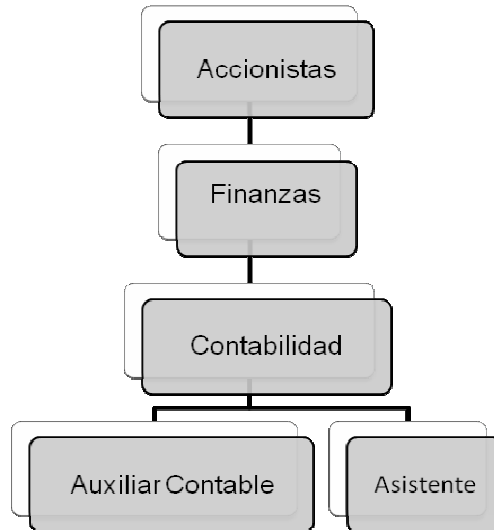 Accionistas
Finanzas
Contabilidad
Auxiliar Contable
Asistente